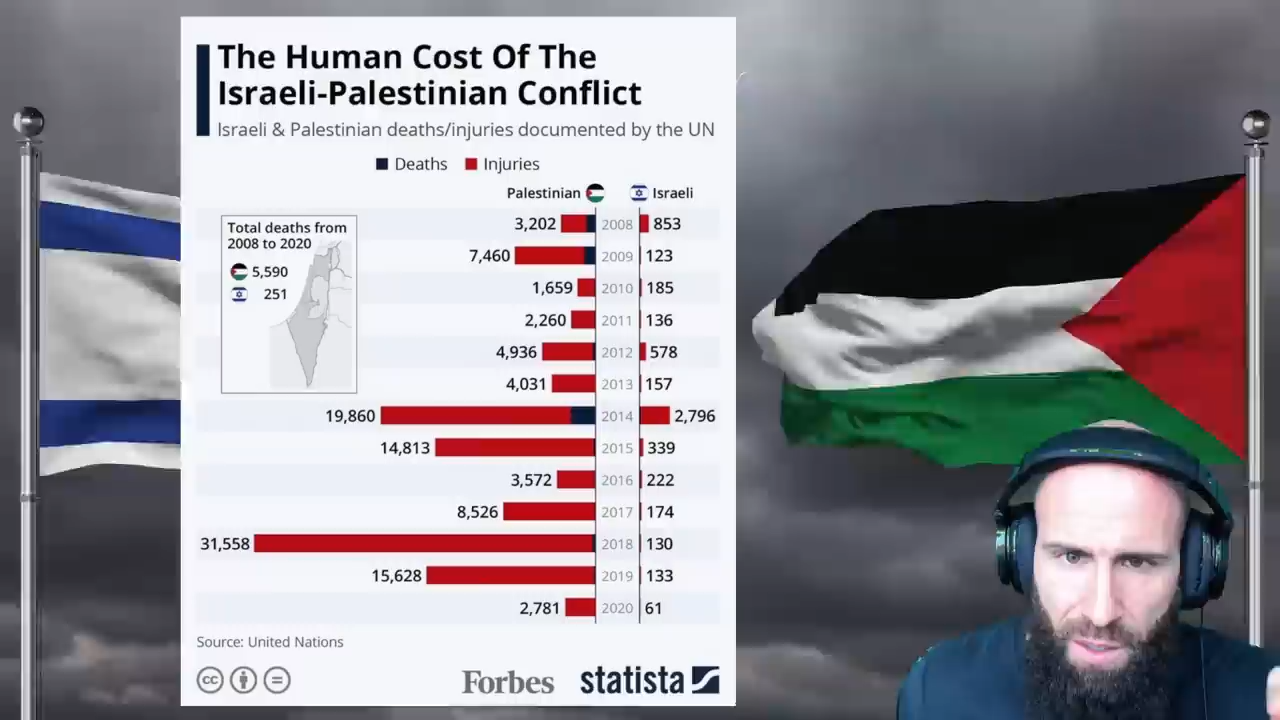 The Human Cost Of The
Israeli-Palestinian Conflict
Israeli & Palestinian deaths/injuries documented by the UN
Deaths Injuries
Palestinian Israeli
Total deaths from
2008 to 2020
5,590
251
3,202 2008 853
7,460 2009 123
1,659 2010 185
2,260 2011 136
4,936 2012 578
4,031 2013 157
19,860 2014 2,796
14,813 2015 339
3,572 2016 222
8,526 2017 174
31,558 2018 130
15,628 2019 133
2,781 2020 61
Source: United Nations
cc
Forbes statista